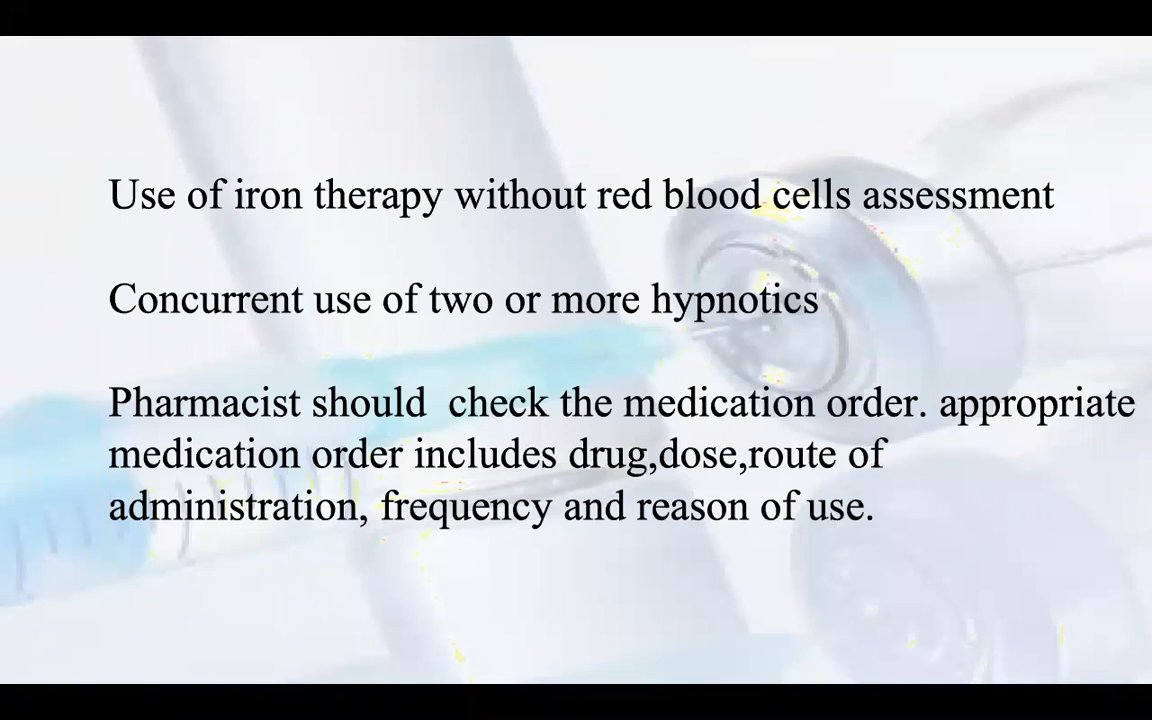 Use of iron therapy without red blood cells assessment
Concurrent use of two or more hypnotics
Pharmacist should  check the medication order. appropriate
medication order includes drug,dose,route of
administration, frequency and reason of use.